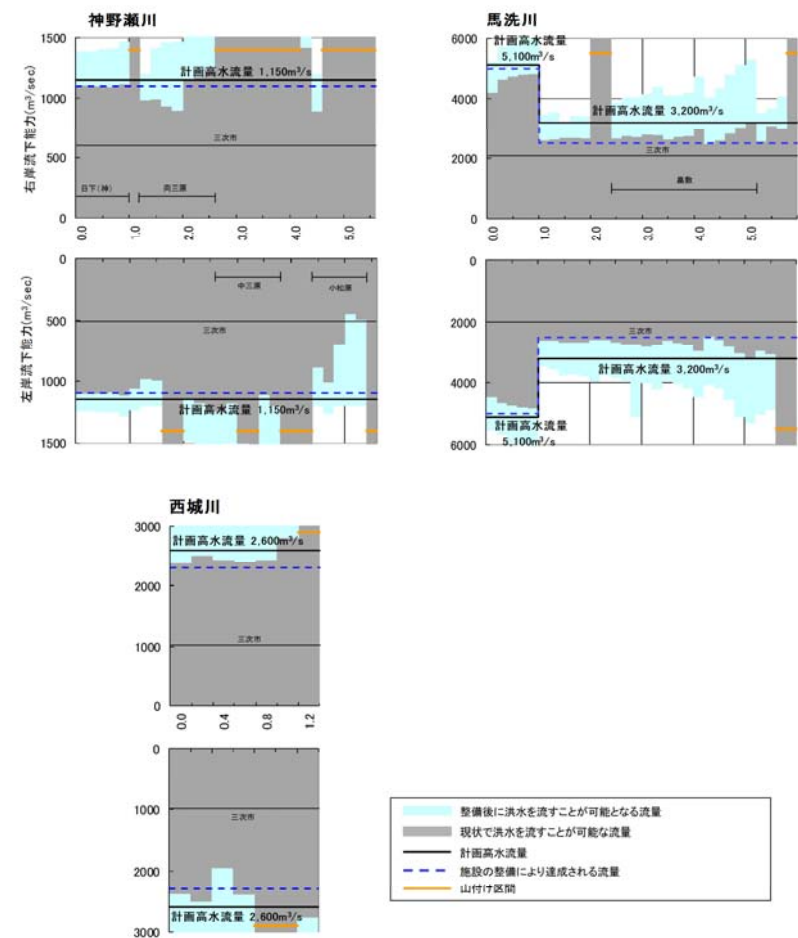 神野瀬川
右岸流下能力(m³/sec)
1500
1000
500
0
計画高水流量 1,150m³/s
三次市
日下(神)
両三原
0.0 1.0 2.0 3.0 4.0 5.0
左岸流下能力(m³/sec)
0
500
1000
1500
中三原
小松原
三次市
計画高水流量 1,150m³/s
馬洗川
6000
4000
2000
0
計画高水流量
5,100m³/s
計画高水流量 3,200m³/s
三次市
畠敷
0.0 1.0 2.0 3.0 4.0 5.0
0
2000
4000
6000
三次市
計画高水流量 3,200m³/s
計画高水流量
5,100m³/s
西城川
3000
2000
1000
0
計画高水流量 2,600m³/s
三次市
0.0 0.4 0.8 1.2
0
1000
2000
3000
三次市
計画高水流量 2,600m³/s
整備後に洪水を流すことが可能となる流量
現状で洪水を流すことが可能な流量
計画高水流量
施設の整備により達成される流量
山付け区間